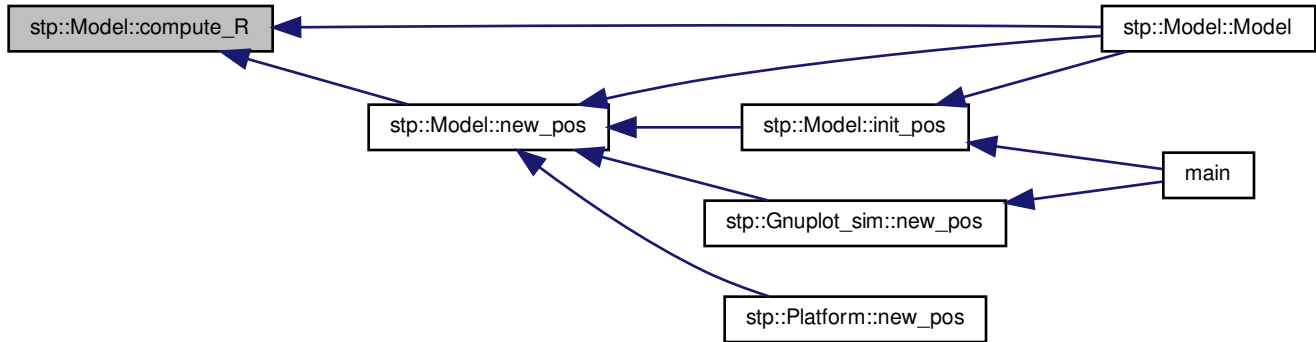 stp::Model::compute_R
stp::Model::Model
stp::Model::new_pos
stp::Model::init_pos
main
stp::Gnuplot_sim::new_pos
stp::Platform::new_pos